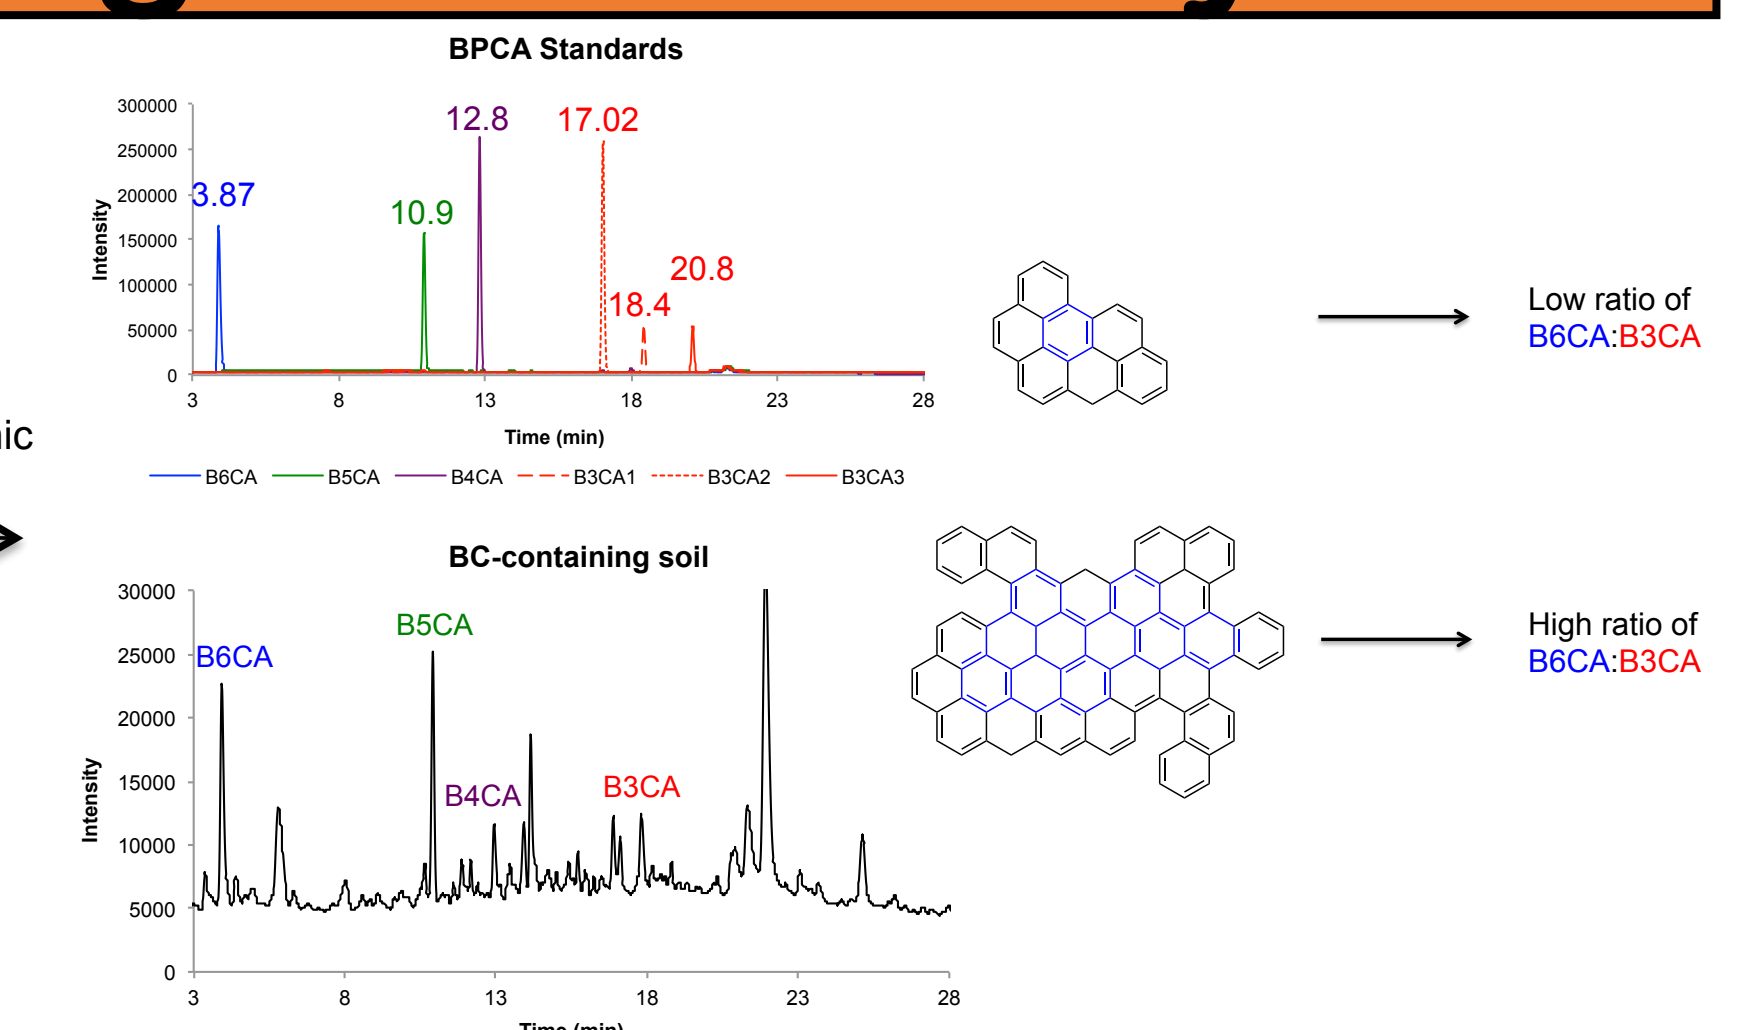 BPCA Standards
300000
250000
200000
150000
100000
50000
0
Intensity
3.87
10.9
12.8
17.02
18.4
20.8
3 8 13 18 23 28
Time (min)
B6CA B5CA B4CA B3CA1 B3CA2 B3CA3
Low ratio of
B6CA:B3CA
BC-containing soil
30000
25000
20000
15000
10000
5000
0
Intensity
B6CA
B5CA
B4CA
B3CA
3 8 13 18 23 28
Time (min)
High ratio of
B6CA:B3CA